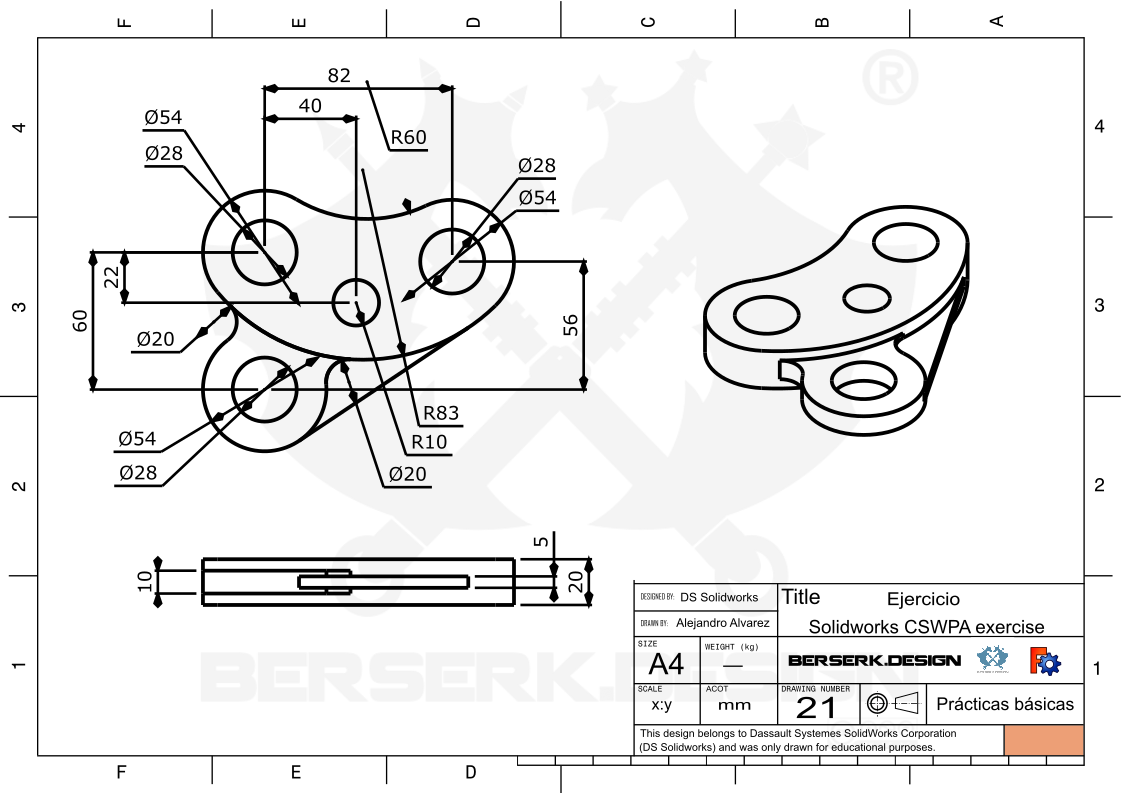 F E D C B A
82
40
Ø54
R60
4 4
Ø28
Ø28
®
Ø54
22
3 3
60
56
Ø20
R83
Ø54
R10
Ø28
Ø20
2 2
5
10
20
DESIGNED BY: DS Solidworks
Title Ejercicio
Solidworks CSWPA exercise
DRAWN BY: Alejandro Alvarez
SIZE
A4
WEIGHT (kg)
—
BERSERK.DESIGN
BERSERK.DESIGN
1 1
SCALE
x:y
ACOT
mm
DRAWING NUMBER
21
Prácticas básicas
This design belongs to Dassault Systemes SolidWorks Corporation
(DS Solidworks) and was only drawn for educational purposes.
F E D